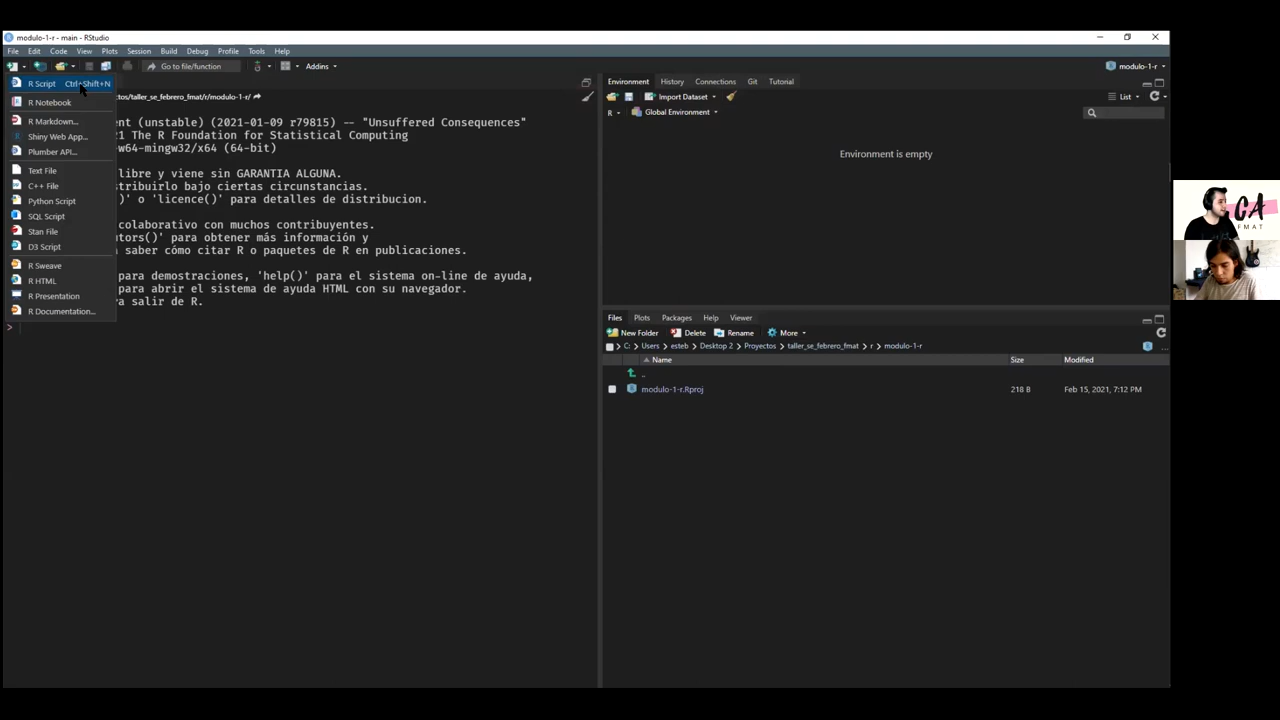 modulo-1-r - main - RStudio
File Edit Code View Plots Session Build Debug Profile Tools Help
Go to file/function Addins modulo-1-r
R Script Ctrl+Shift+N
R Notebook
R Markdown...
Shiny Web App...
Plumber API...
Text File
C++ File
Python Script
SQL Script
Stan File
D3 Script
R Sweave
R HTML
R Presentation
R Documentation...
ctos/taller_se_febrero_fmat/r/modulo-1-r/
ent (unstable) (2021-01-09 r79815) -- "Unsuffered Consequences"
21 The R Foundation for Statistical Computing
w64-mingw32/x64 (64-bit)
libre y viene sin GARANTIA ALGUNA.
istribuirlo bajo ciertas circunstancias.
)' o 'licence()' para detalles de distribucion.
colaborativo con muchos contribuyentes.
utors()' para obtener más información y
a saber cómo citar R o paquetes de R en publicaciones.
para demostraciones, 'help()' para el sistema on-line de ayuda,
para abrir el sistema de ayuda HTML con su navegador.
ra salir de R.
>
Environment History Connections Git Tutorial
Import Dataset List
R Global Environment
Environment is empty
Files Plots Packages Help Viewer
New Folder Delete Rename More
C: > Users > esteb > Desktop 2 > Proyectos > taller_se_febrero_fmat > r > modulo-1-r ...
Name Size Modified
..
modulo-1-r.Rproj 218 B Feb 15, 2021, 7:12 PM
CA
FMAT